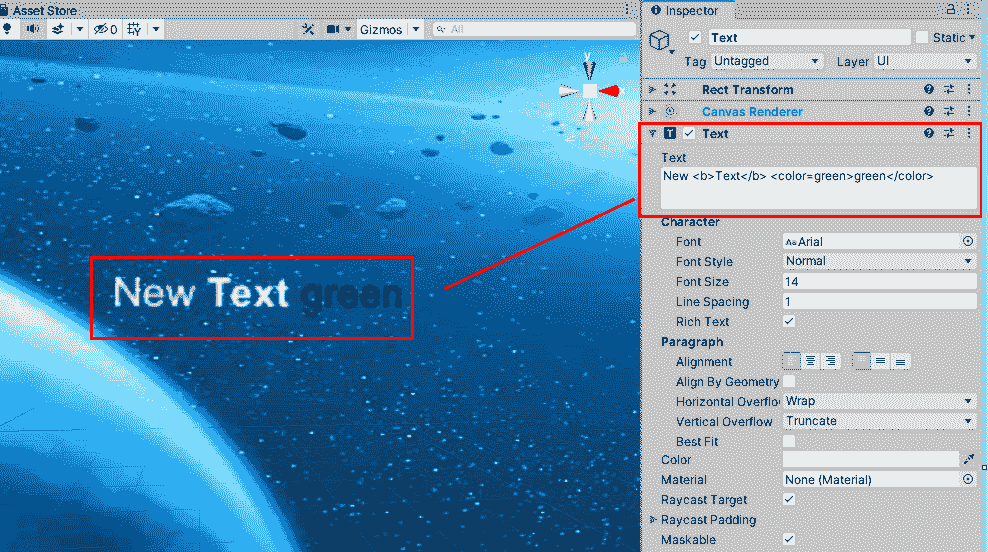 Asset Store
0
Gizmos
All
y
New Text green
Inspector
Text
Static
Tag Untagged Layer UI
Rect Transform
Canvas Renderer
T Text
Text
New <b>Text</b> <color=green>green</color>
Character
Font Aa Arial
Font Style Normal
Font Size 14
Line Spacing 1
Rich Text
Paragraph
Alignment
Align By Geometry
Horizontal Overflo Wrap
Vertical Overflow Truncate
Best Fit
Color
Material None (Material)
Raycast Target
Raycast Padding
Maskable